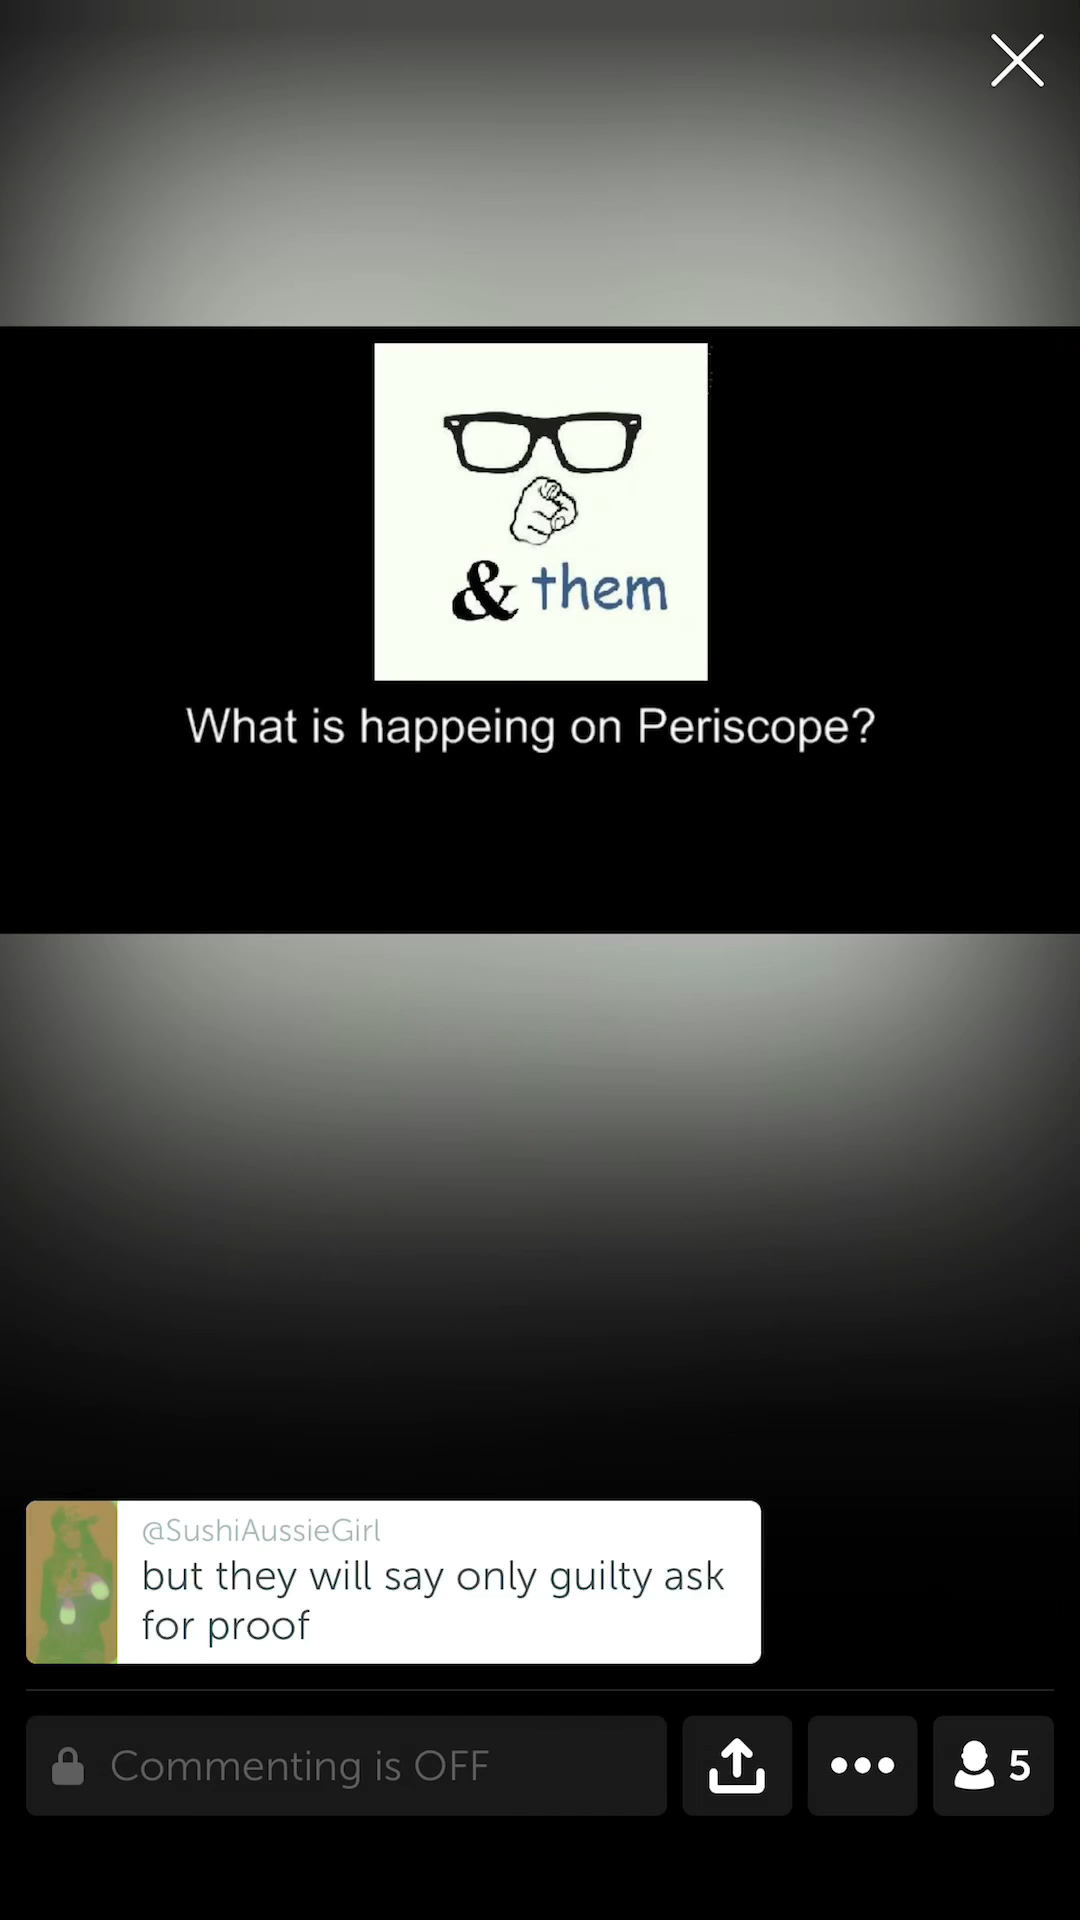 & them
What is happeing on Periscope?
@SushiAussieGirl
but they will say only guilty ask
for proof
Commenting is OFF
5